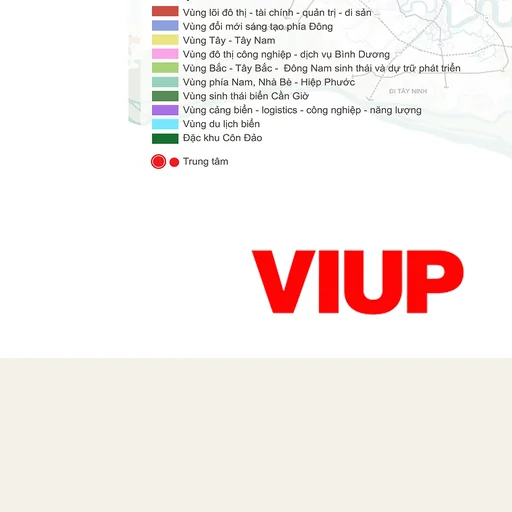 Vùng lõi đô thị - tài chính - quản trị - di sản
Vùng đổi mới sáng tạo phía Đông
Vùng Tây - Tây Nam
Vùng đô thị công nghiệp - dịch vụ Bình Dương
Vùng Bắc - Tây Bắc - Đông Nam sinh thái và dự trữ phát triển
Vùng phía Nam, Nhà Bè - Hiệp Phước
ĐI TÂY NINH
Vùng sinh thái biển Cần Giờ
Vùng cảng biển - logistics - công nghiệp - năng lượng
Vùng du lịch biển
Đặc khu Côn Đảo
Trung tâm
VIUP